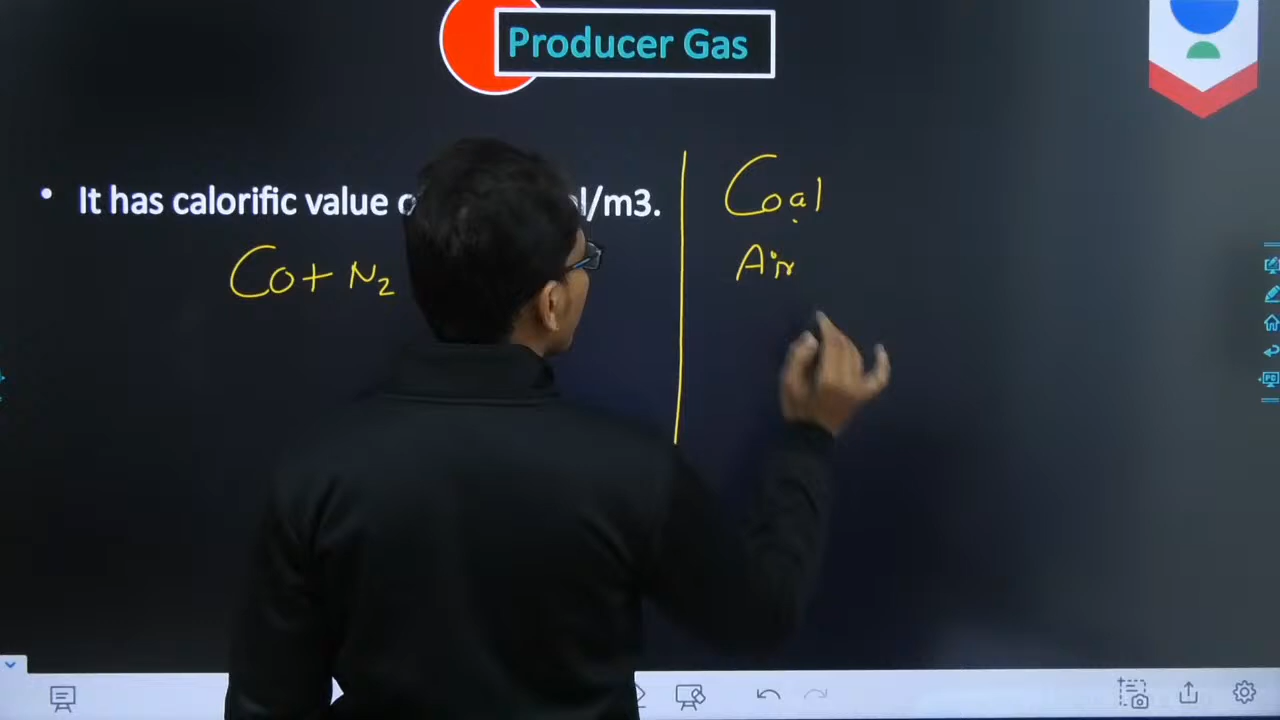 Producer Gas
• It has calorific value l/m3.
Co + N2
Coal
Air